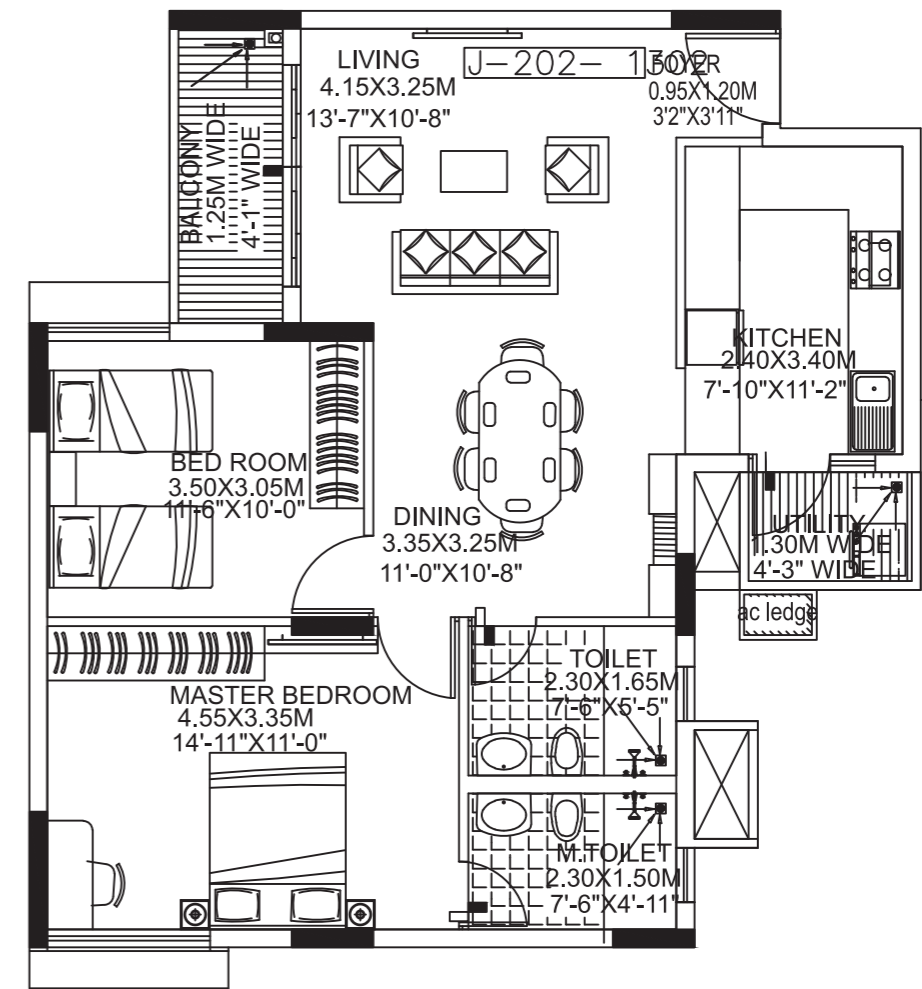 LIVING
4.15X3.25M
13'-7"X10'-8"
J-202- 1302
FOYER
0.95X1.20M
3'2"X3'11"
BALCONY
1.25M WIDE
4'-1" WIDE
KITCHEN
2.40X3.40M
7'-10"X11'-2"
BED ROOM
3.50X3.05M
11'-6"X10'-0"
DINING
3.35X3.25M
11'-0"X10'-8"
UTILITY
1.30M WIDE
4'-3" WIDE
ac ledge
TOILET
2.30X1.65M
7'-6"X5'-5"
MASTER BEDROOM
4.55X3.35M
14'-11"X11'-0"
M.TOILET
2.30X1.50M
7'-6"X4'-11"